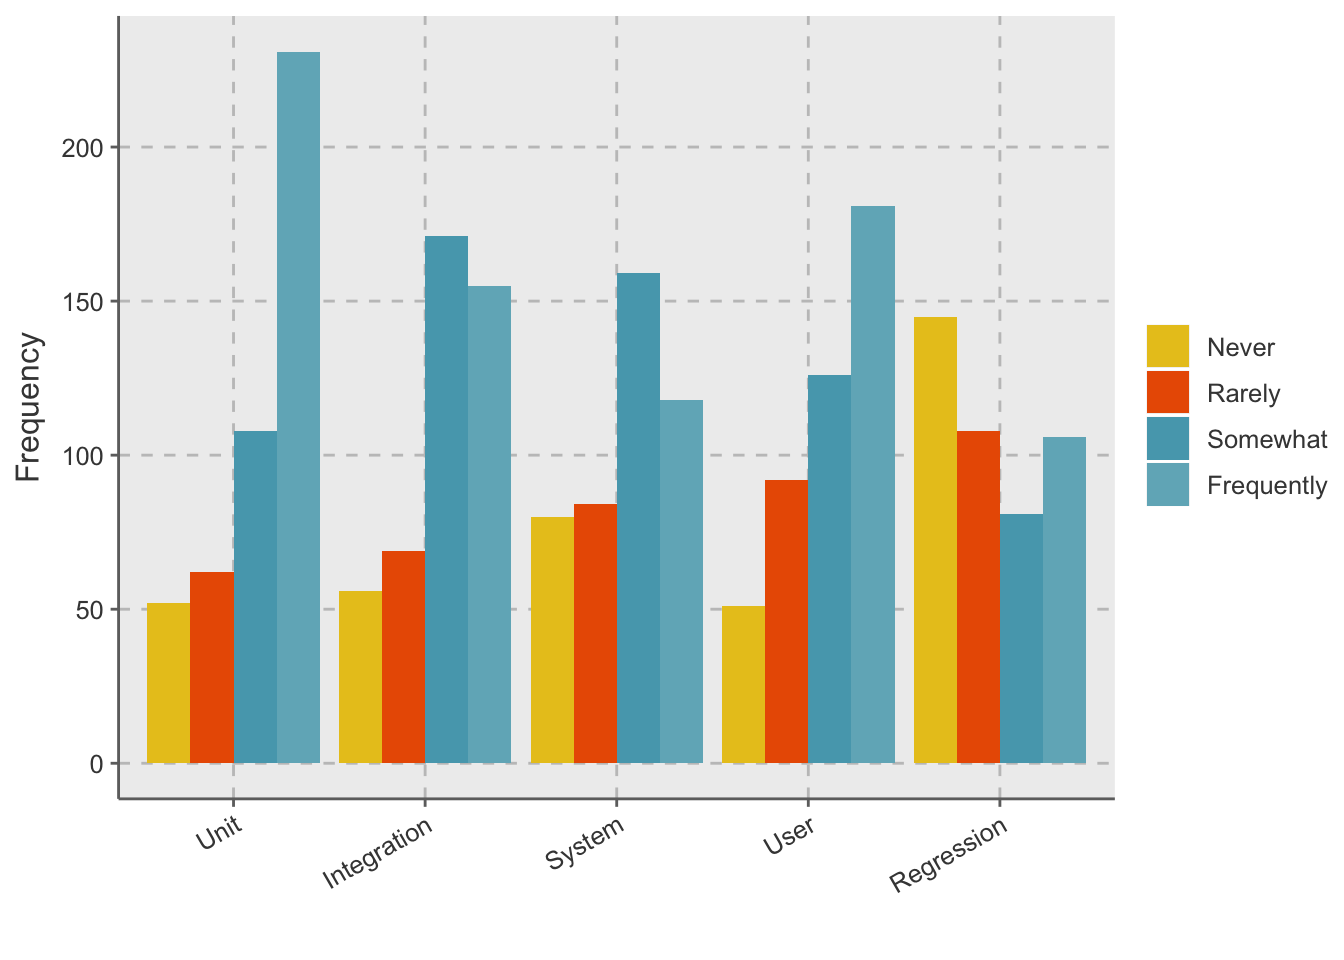 Frequency
200
150
100
50
0
Unit
Integration
System
User
Regression
Never
Rarely
Somewhat
Frequently